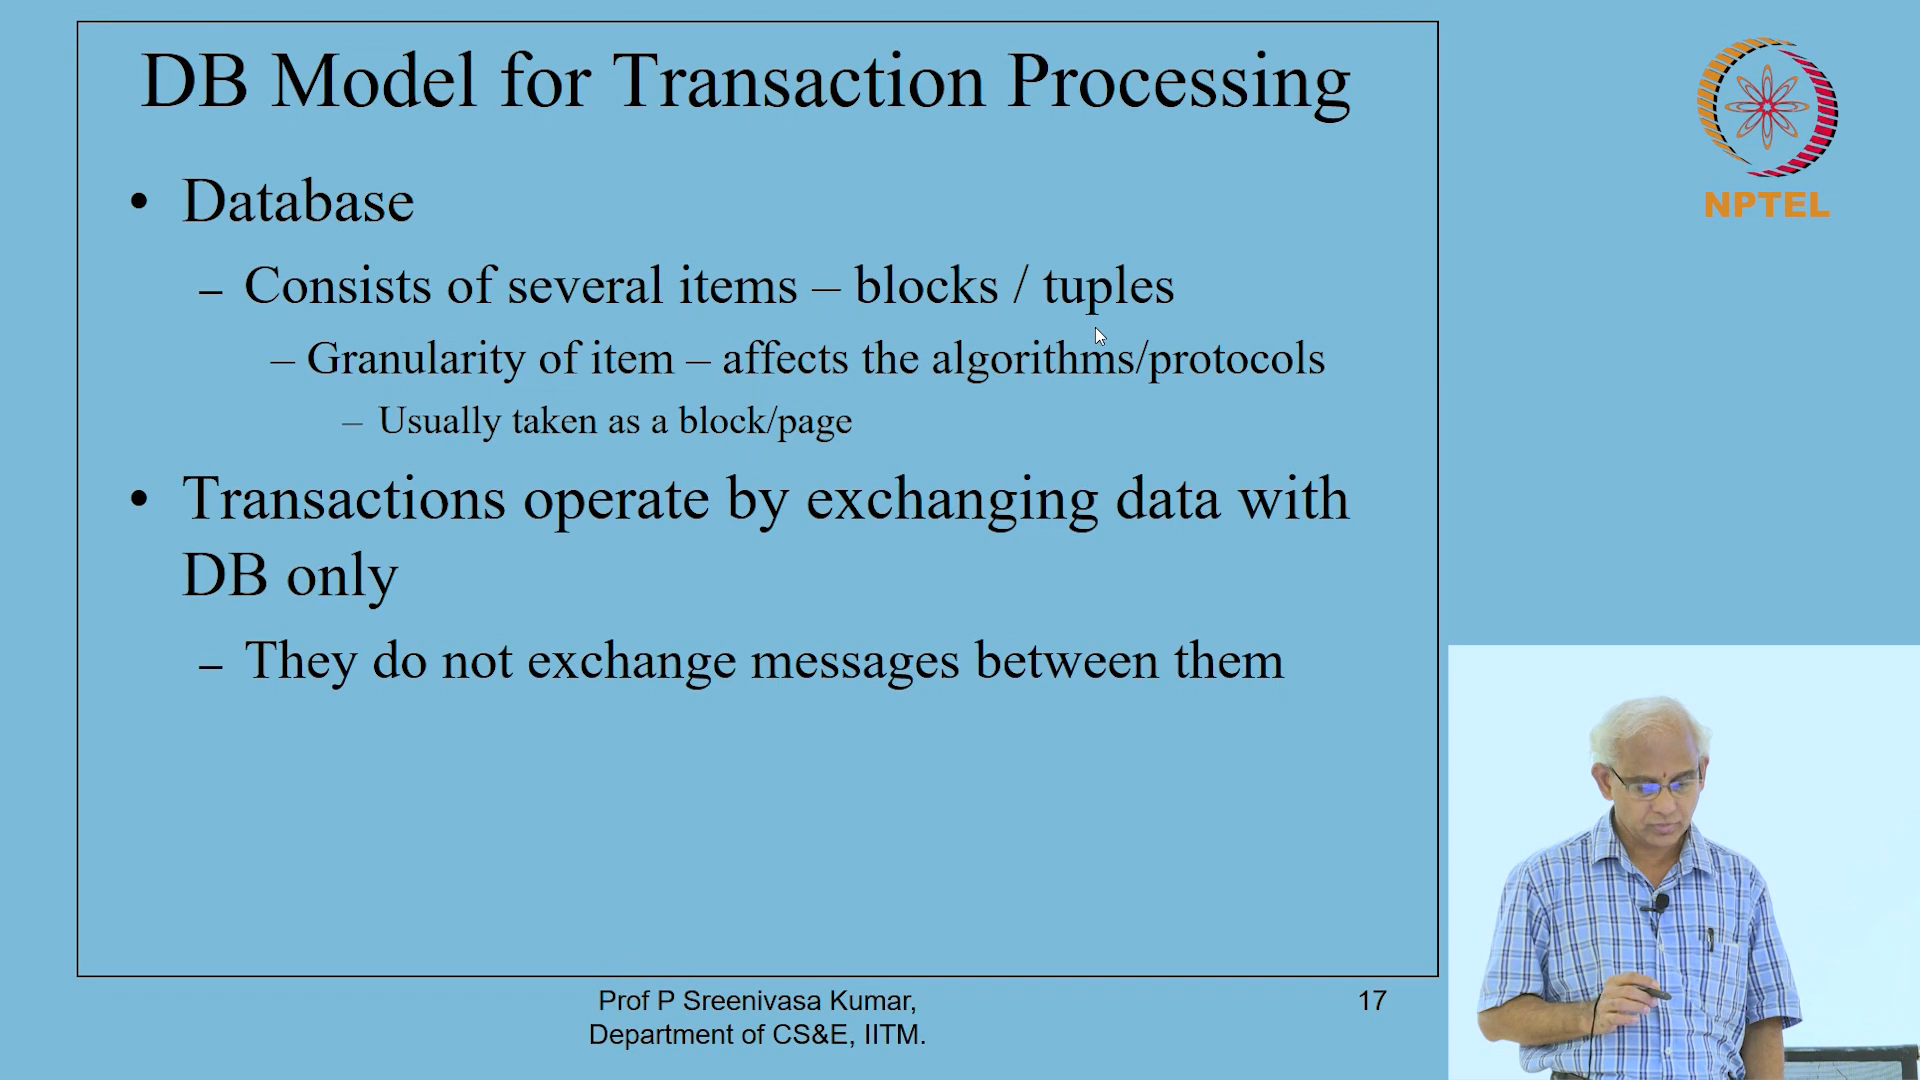 DB Model for Transaction Processing
• Database
– Consists of several items – blocks / tuples
– Granularity of item – affects the algorithms/protocols
– Usually taken as a block/page
• Transactions operate by exchanging data with
DB only
– They do not exchange messages between them
Prof P Sreenivasa Kumar,
Department of CS&E, IITM.
17
NPTEL